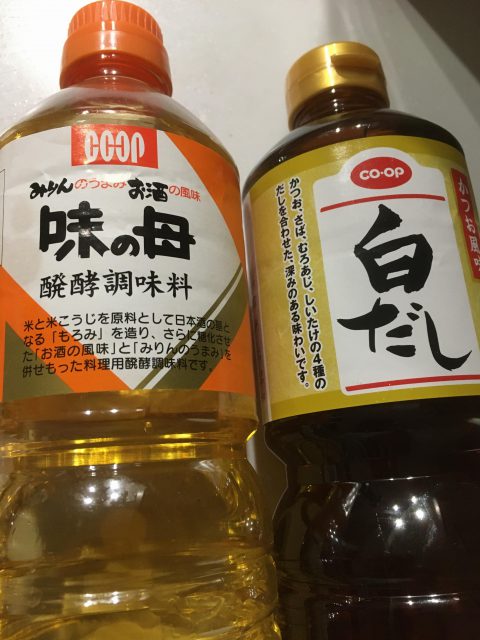 CO-OP
みりんのうまみお酒の風味
味の母
醗酵調味料
米と米こうじを原料として日本酒の基と
なる「もろみ」を造り、さらに糖化させ
た「お酒の風味」と「みりんのうまみ」を
併せもった料理用醗酵調味料です。
CO-OP
かつお風味
白だし
かつお、さば、むろあじ、しいたけの4種の
だしを合わせた、深みのある味わいです。